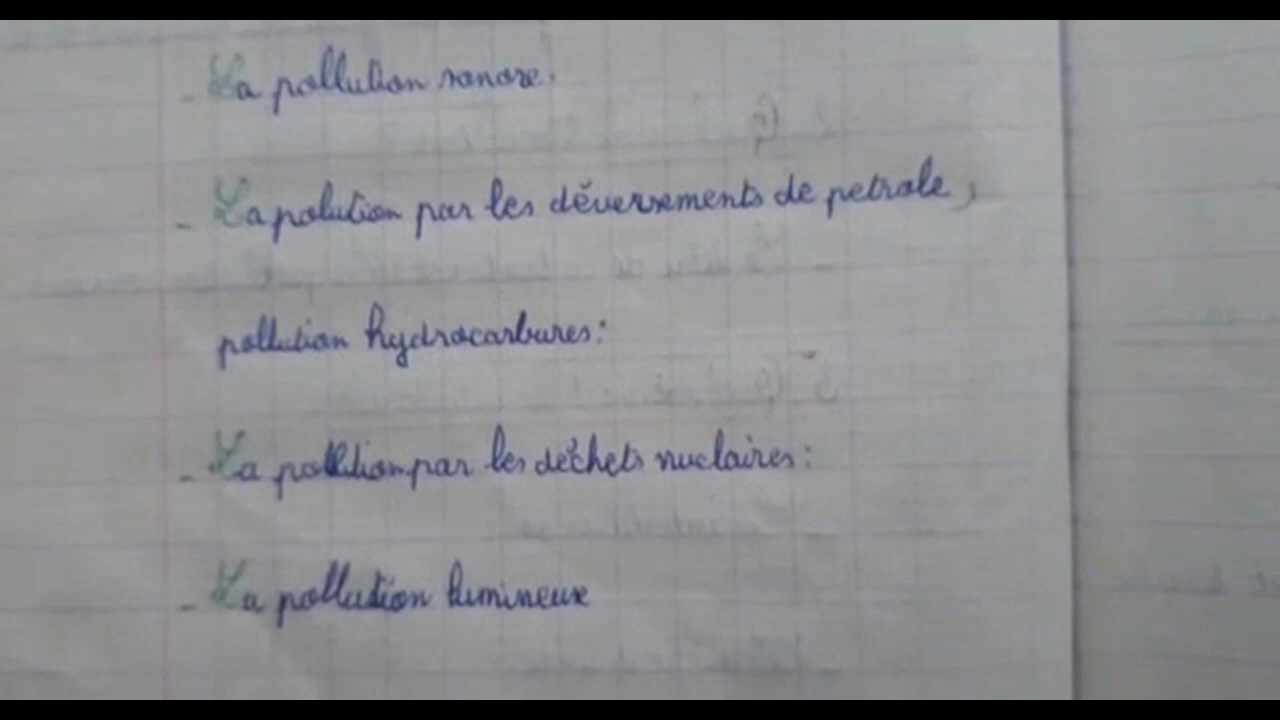 - La pollution sonore.
- La polution par les déversements de petrole,
pollution hydrocarbures:
- La pollution par les déchets nuclaires:
- La pollution lumineux